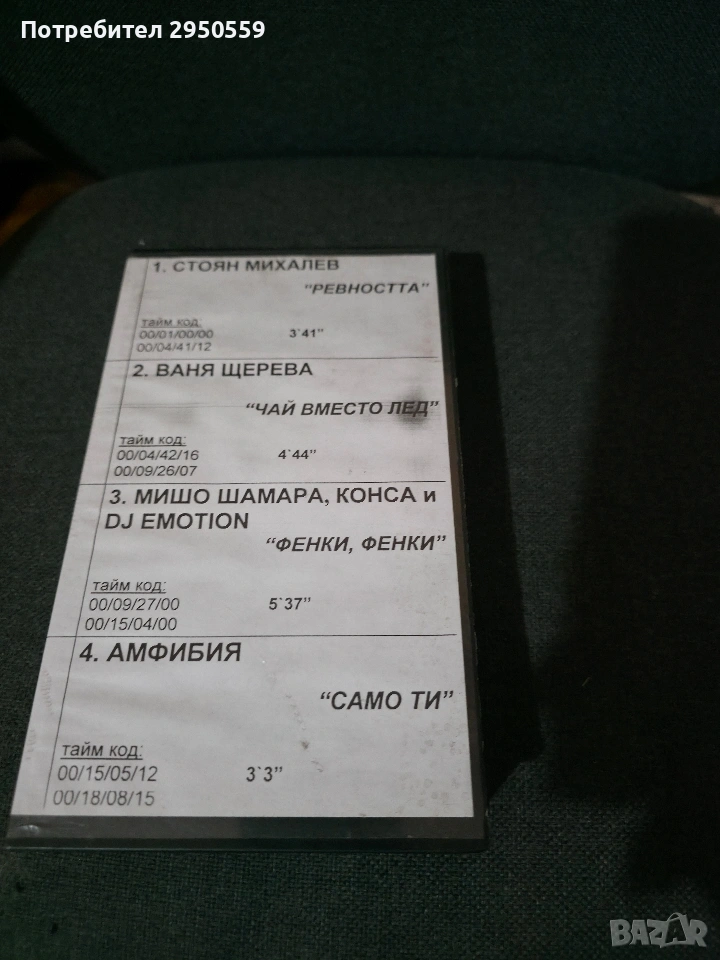 Потребител 2950559
1. СТОЯН МИХАЛЕВ
"РЕВНОСТТА"
тайм код:
00/01/00/00 3`41"
00/04/41/12
2. ВАНЯ ЩЕРЕВА
"ЧАЙ ВМЕСТО ЛЕД"
тайм код:
00/04/42/16 4`44"
00/09/26/07
3. МИШО ШАМАРА, КОНСА и
DJ EMOTION
"ФЕНКИ, ФЕНКИ"
тайм код:
00/09/27/00 5`37"
00/15/04/00
4. АМФИБИЯ
"САМО ТИ"
тайм код:
00/15/05/12 3`3"
00/18/08/15
BAZAR